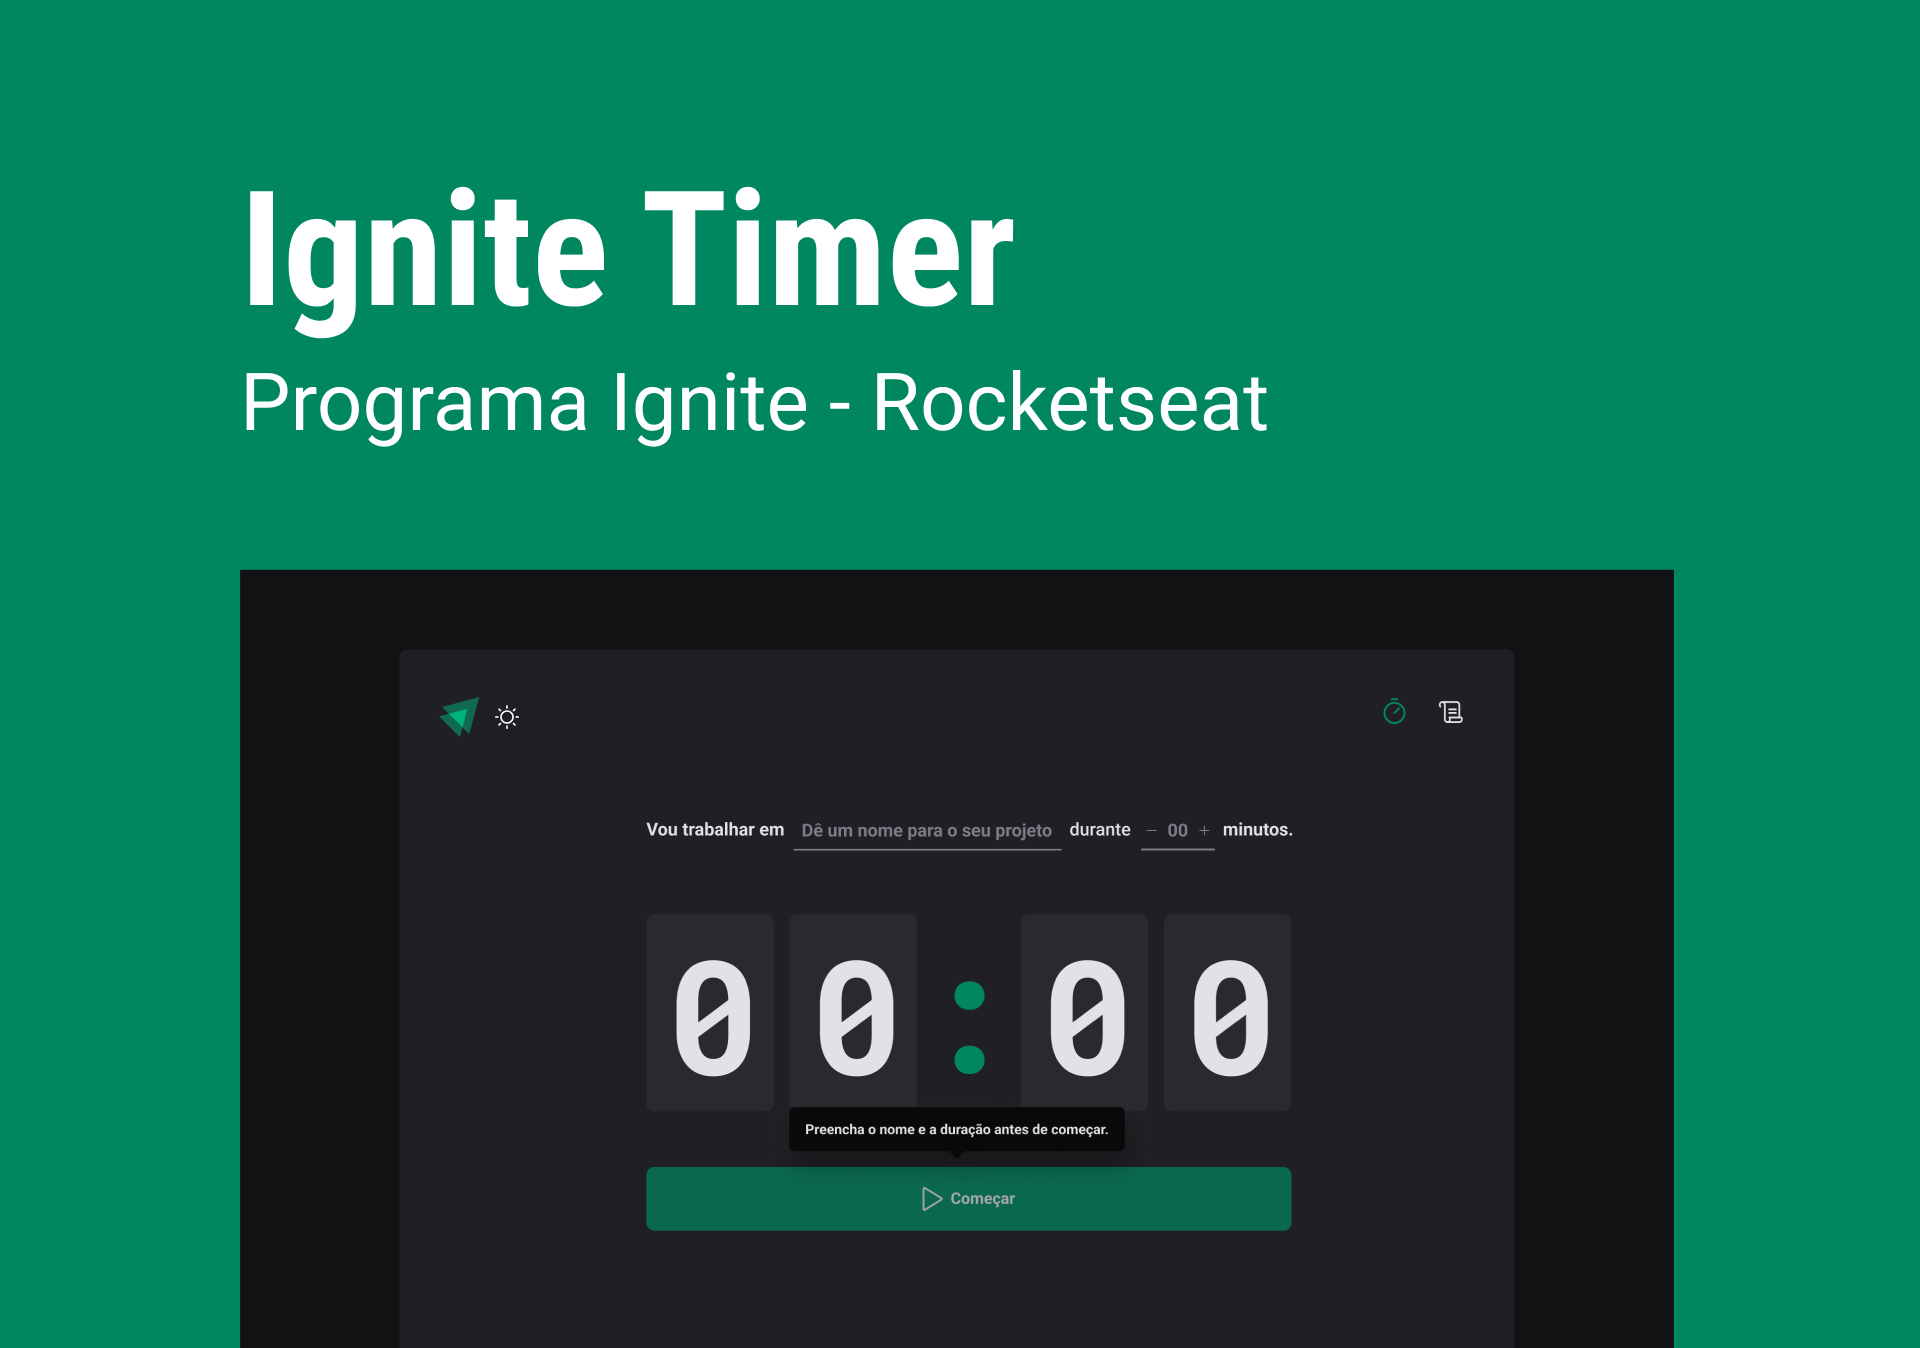 Ignite Timer
Programa Ignite - Rocketseat
Vou trabalhar em Dê um nome para o seu projeto durante − 00 + minutos.
00:00
Preencha o nome e a duração antes de começar.
Começar